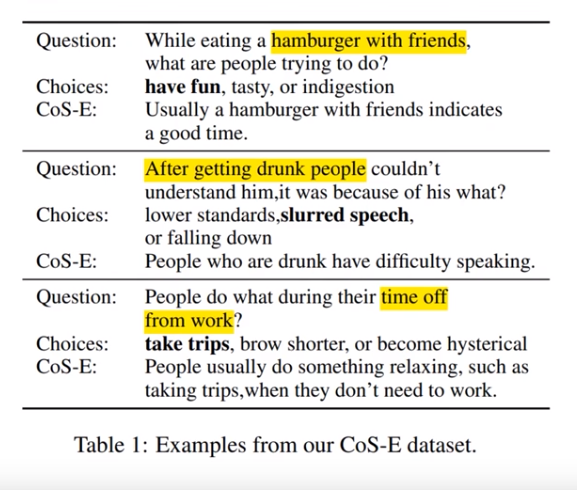 Question: While eating a hamburger with friends,
what are people trying to do?
Choices: have fun, tasty, or indigestion
CoS-E: Usually a hamburger with friends indicates
a good time.
Question: After getting drunk people couldn't
understand him,it was because of his what?
Choices: lower standards,slurred speech,
or falling down
CoS-E: People who are drunk have difficulty speaking.
Question: People do what during their time off
from work?
Choices: take trips, brow shorter, or become hysterical
CoS-E: People usually do something relaxing, such as
taking trips,when they don't need to work.
Table 1: Examples from our CoS-E dataset.